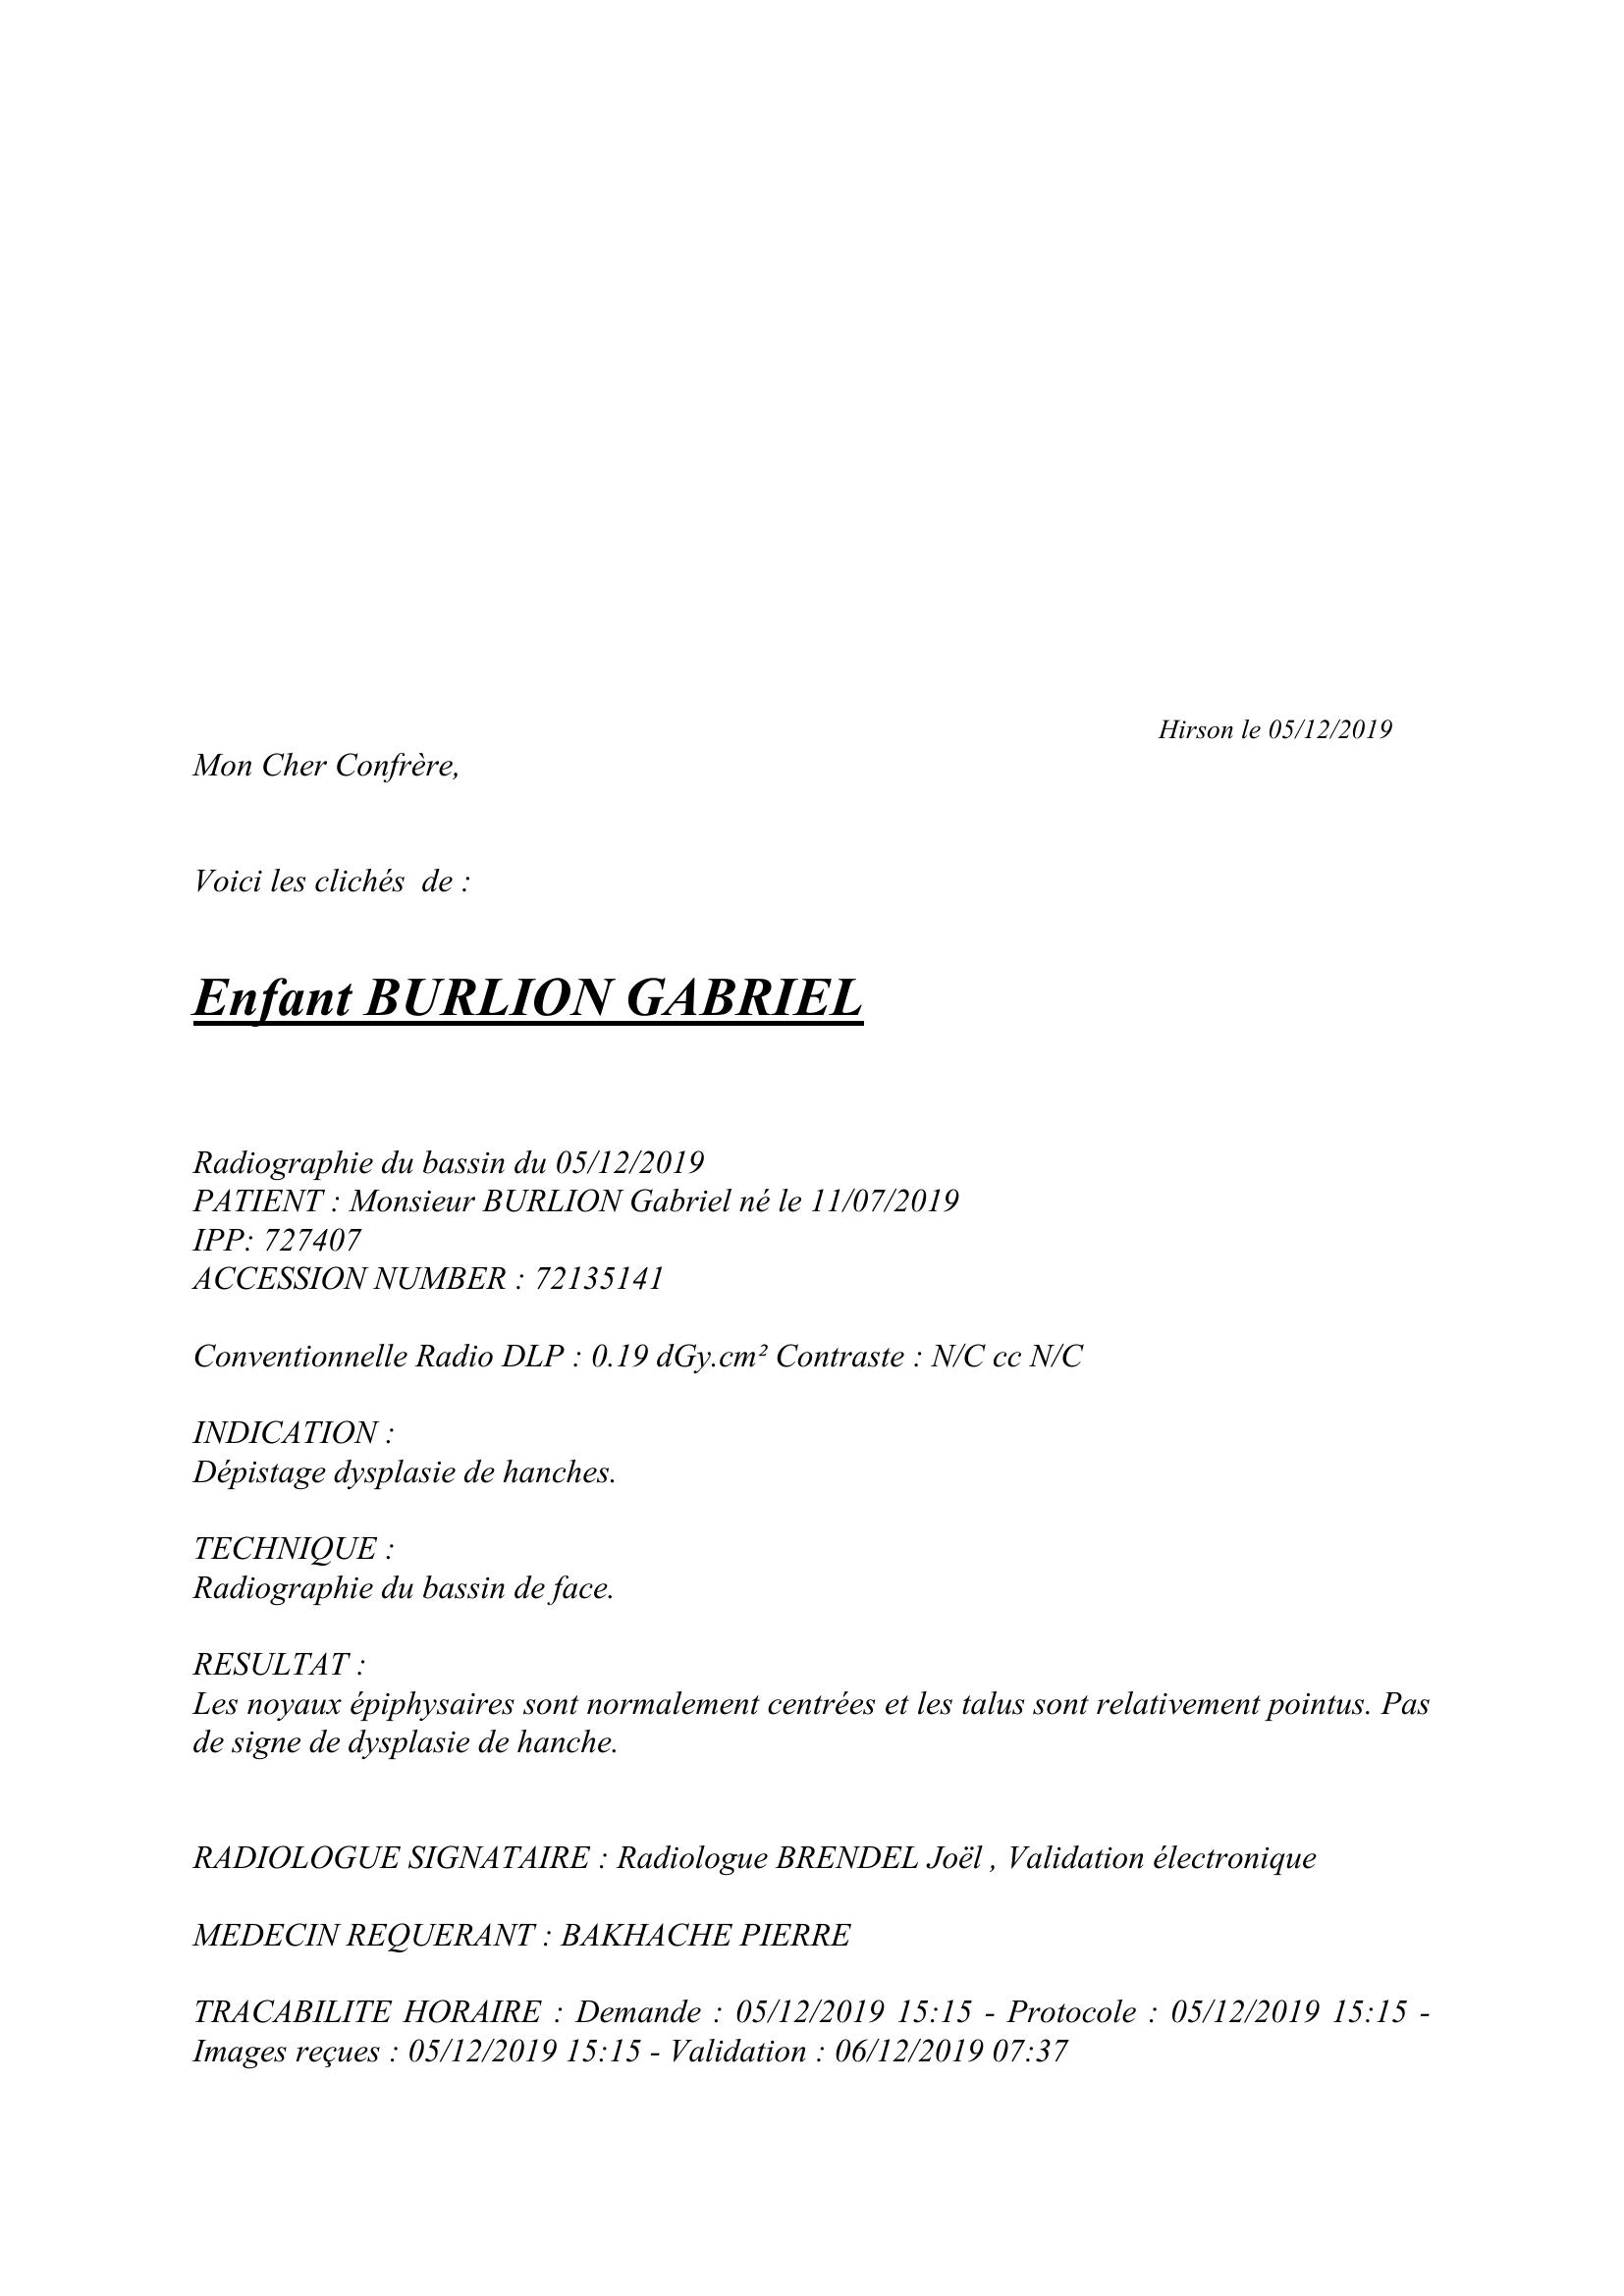 Hirson le 05/12/2019
Mon Cher Confrère,
Voici les clichés  de :
Enfant BURLION GABRIEL
Radiographie du bassin du 05/12/2019
PATIENT : Monsieur BURLION Gabriel né le 11/07/2019
IPP: 727407
ACCESSION NUMBER : 72135141
Conventionnelle Radio DLP : 0.19 dGy.cm² Contraste : N/C cc N/C
INDICATION :
Dépistage dysplasie de hanches.
TECHNIQUE :
Radiographie du bassin de face.
RESULTAT :
Les noyaux épiphysaires sont normalement centrées et les talus sont relativement pointus. Pas
de signe de dysplasie de hanche.
RADIOLOGUE SIGNATAIRE : Radiologue BRENDEL Joël , Validation électronique
MEDECIN REQUERANT : BAKHACHE PIERRE
TRACABILITE HORAIRE : Demande : 05/12/2019 15:15 - Protocole : 05/12/2019 15:15 -
Images reçues : 05/12/2019 15:15 - Validation : 06/12/2019 07:37